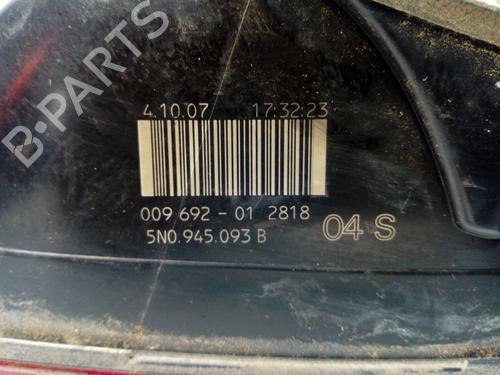 B-PARTS
4.10.07 17:32:23
009 692 - 01 2818
5N0.945.093 B
04 S